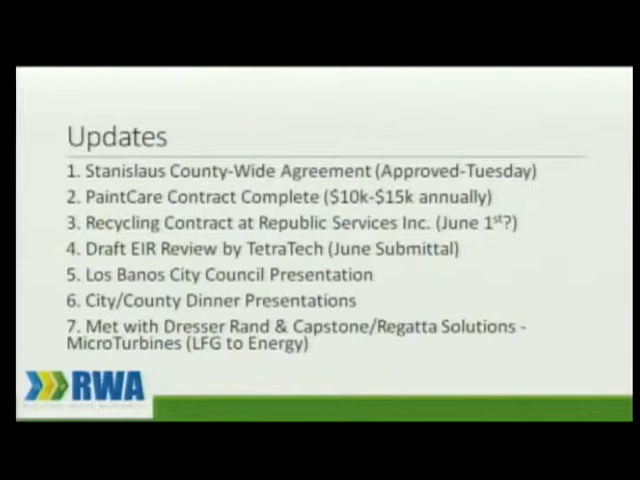 Updates
1. Stanislaus County-Wide Agreement (Approved-Tuesday)
2. PaintCare Contract Complete ($10k-$15k annually)
3. Recycling Contract at Republic Services Inc. (June 1st?)
4. Draft EIR Review by TetraTech (June Submittal)
5. Los Banos City Council Presentation
6. City/County Dinner Presentations
7. Met with Dresser Rand & Capstone/Regatta Solutions -
MicroTurbines (LFG to Energy)
RWA